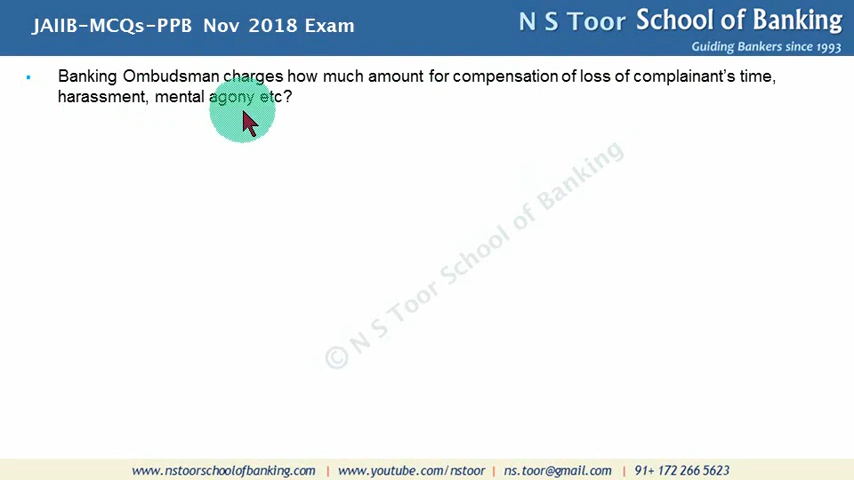 JAIIB-MCQs-PPB Nov 2018 Exam
N S Toor School of Banking
Guiding Bankers since 1993
Banking Ombudsman charges how much amount for compensation of loss of complainant's time,
harassment, mental agony etc?
© N S Toor School of Banking
www.nstoorschoolofbanking.com | www.youtube.com/nstoor | ns.toor@gmail.com | 91+ 172 266 5623